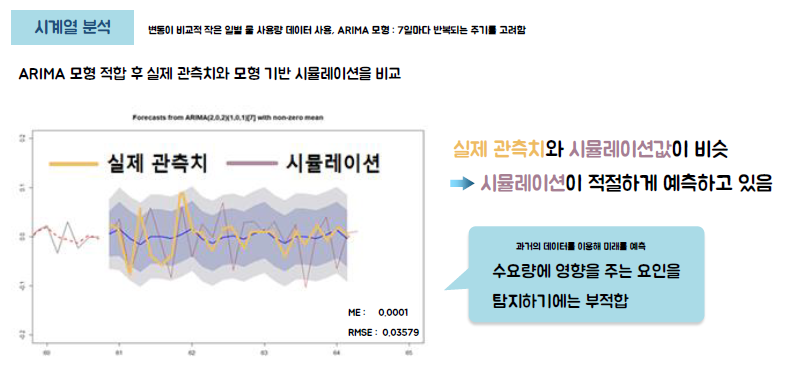 시계열 분석
변동이 비교적 작은 일별 물 사용량 데이터 사용, ARIMA 모형 : 7일마다 반복되는 주기를 고려함
ARIMA 모형 적합 후 실제 관측치와 모형 기반 시뮬레이션을 비교
Forecasts from ARIMA(2,0,2)(1,0,1)[7] with non-zero mean
실제 관측치
시뮬레이션
0.2
0.1
0.0
-0.1
-0.2
ME : 0.0001
RMSE : 0.03579
60
61
62
63
64
65
실제 관측치와 시뮬레이션값이 비슷
시뮬레이션이 적절하게 예측하고 있음
과거의 데이터를 이용해 미래를 예측
수요량에 영향을 주는 요인을
탐지하기에는 부적합